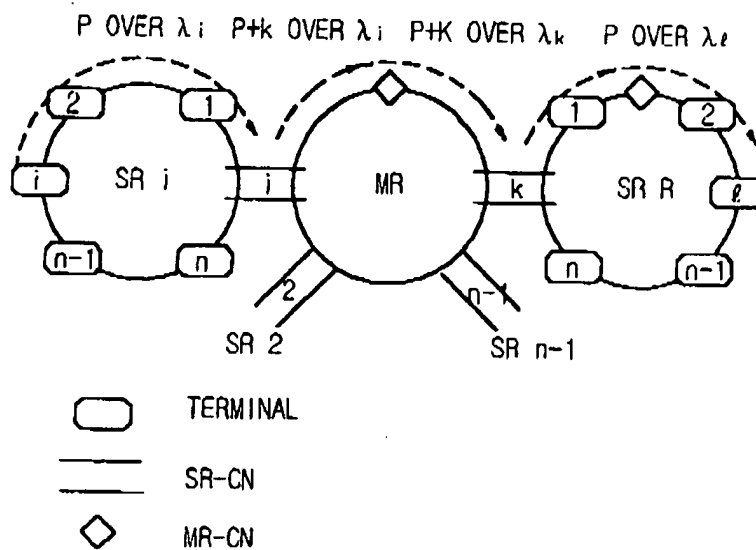 P OVER λi P+k OVER λi P+K OVER λk P OVER λℓ
2 1 1 2
i SR i i MR k SR R ℓ
n-1 n n n-1
2 n-1
SR 2 SR n-1
TERMINAL
SR-CN
MR-CN